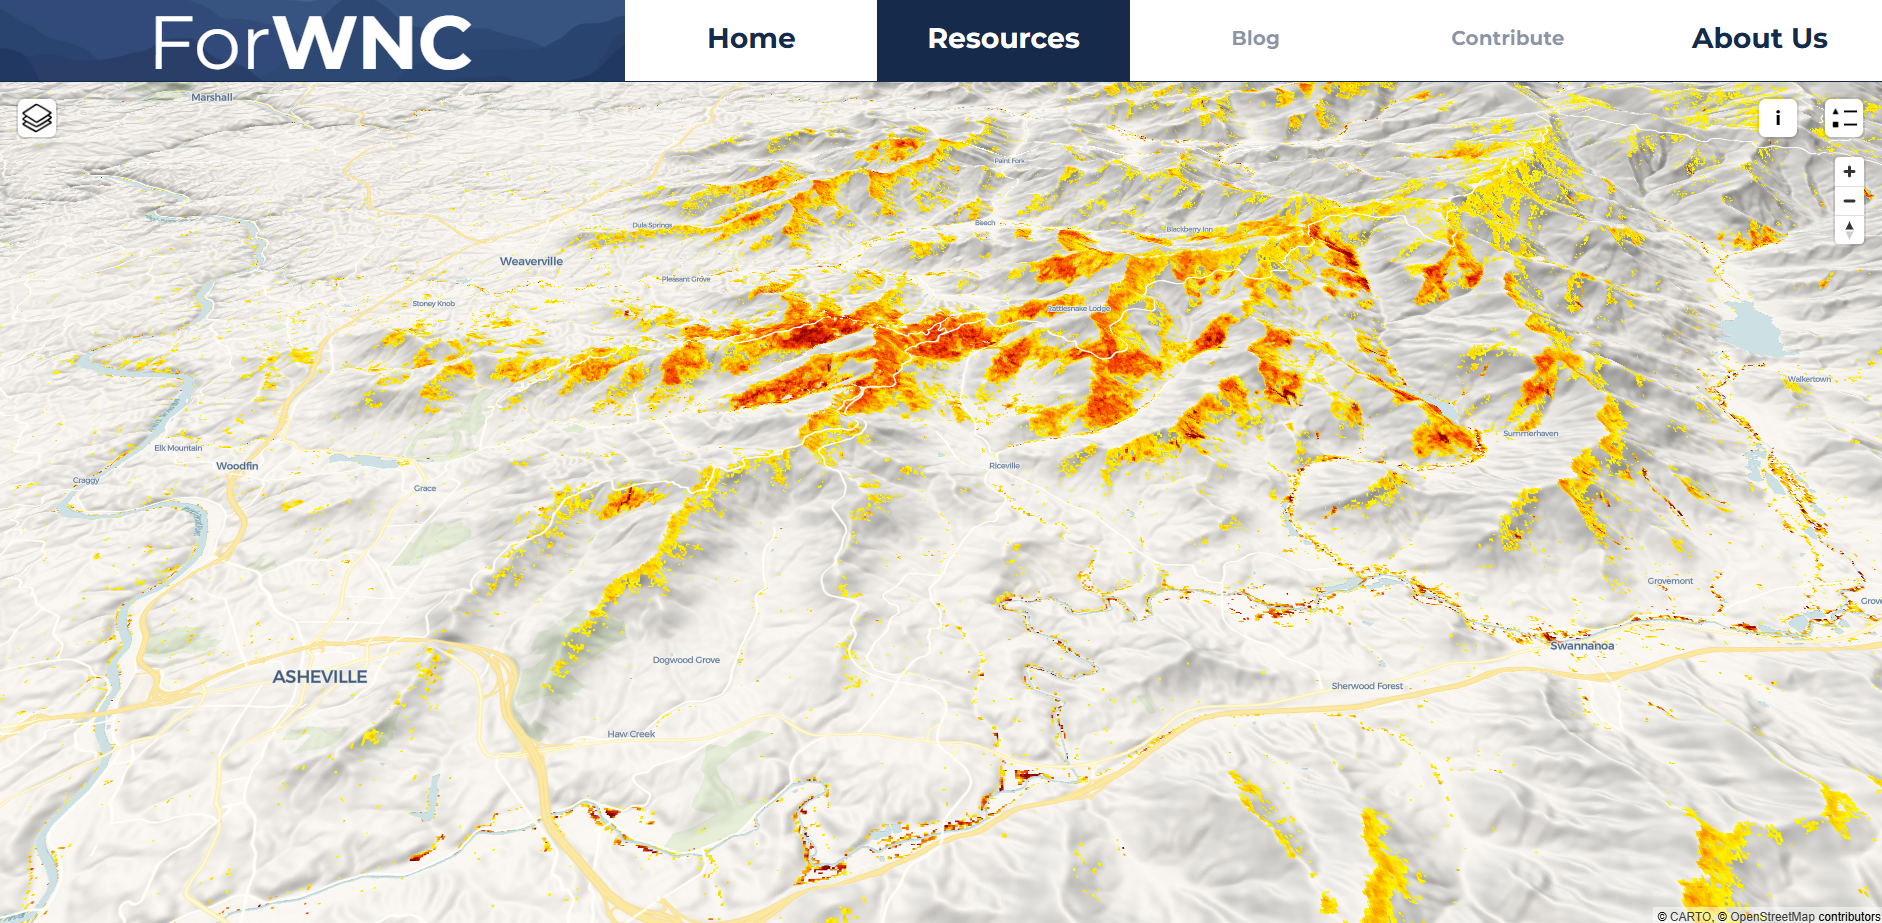 ForWNC
Home
Resources
Blog
Contribute
About Us
Marshall
i
Paint Fork
Dula Springs
Beech
Blackberry Inn
Weaverville
Pleasant Grove
Stoney Knob
Rattlesnake Lodge
Walkertown
Elk Mountain
Summerhaven
Woodfin
Riceville
Craggy
Grace
Grovemont
Grove
Swannanoa
Dogwood Grove
ASHEVILLE
Sherwood Forest
Haw Creek
© CARTO, © OpenStreetMap contributors